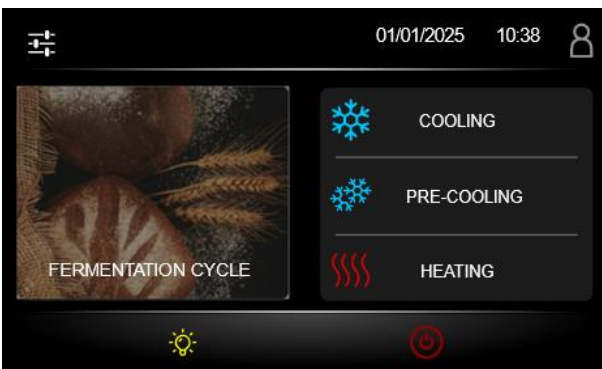 01/01/2025 10:38
COOLING
PRE-COOLING
FERMENTATION CYCLE
HEATING